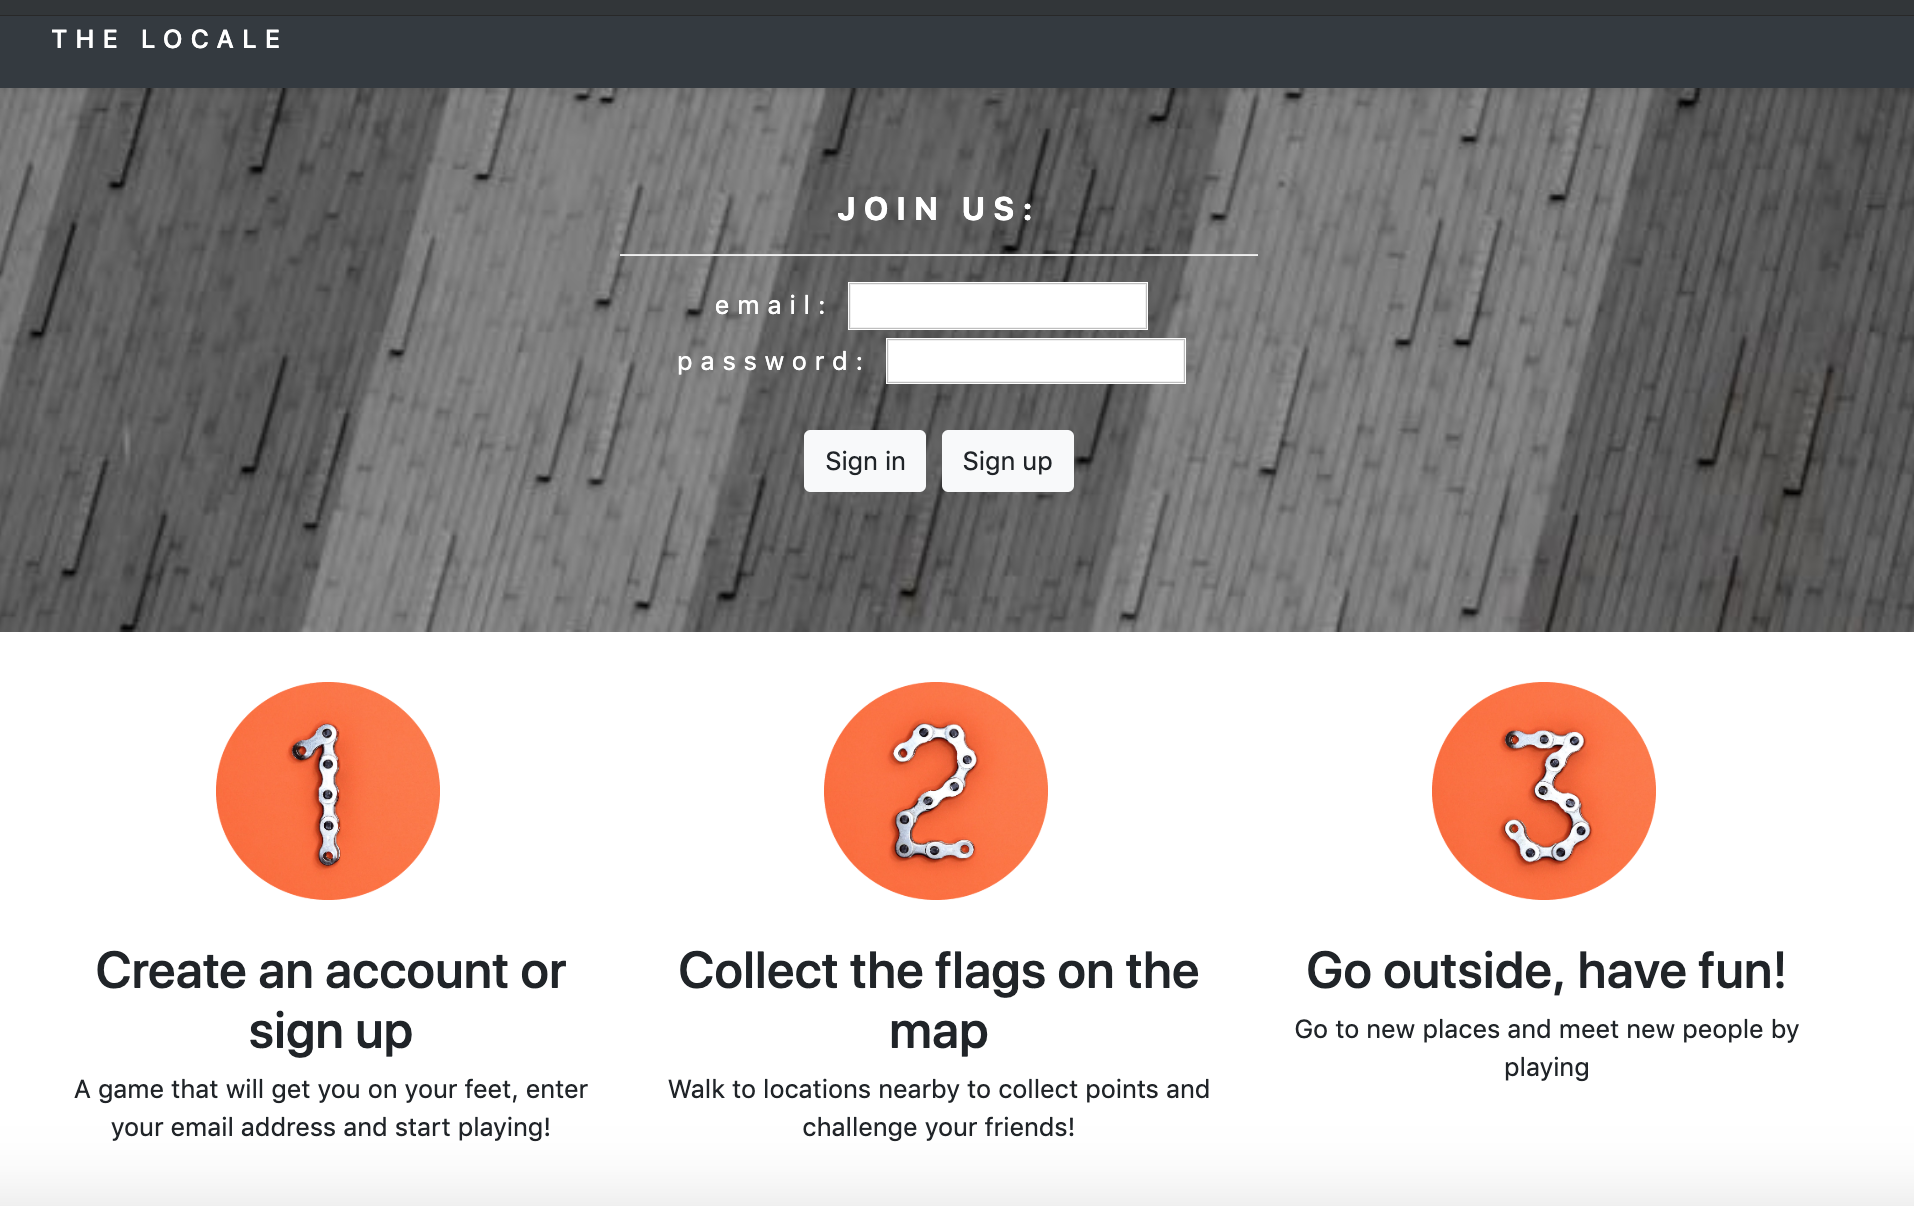 THE LOCALE
JOIN US:
email:
password:
Sign in Sign up
1 2 3
Create an account or
sign up
A game that will get you on your feet, enter
your email address and start playing!
Collect the flags on the
map
Walk to locations nearby to collect points and
challenge your friends!
Go outside, have fun!
Go to new places and meet new people by
playing